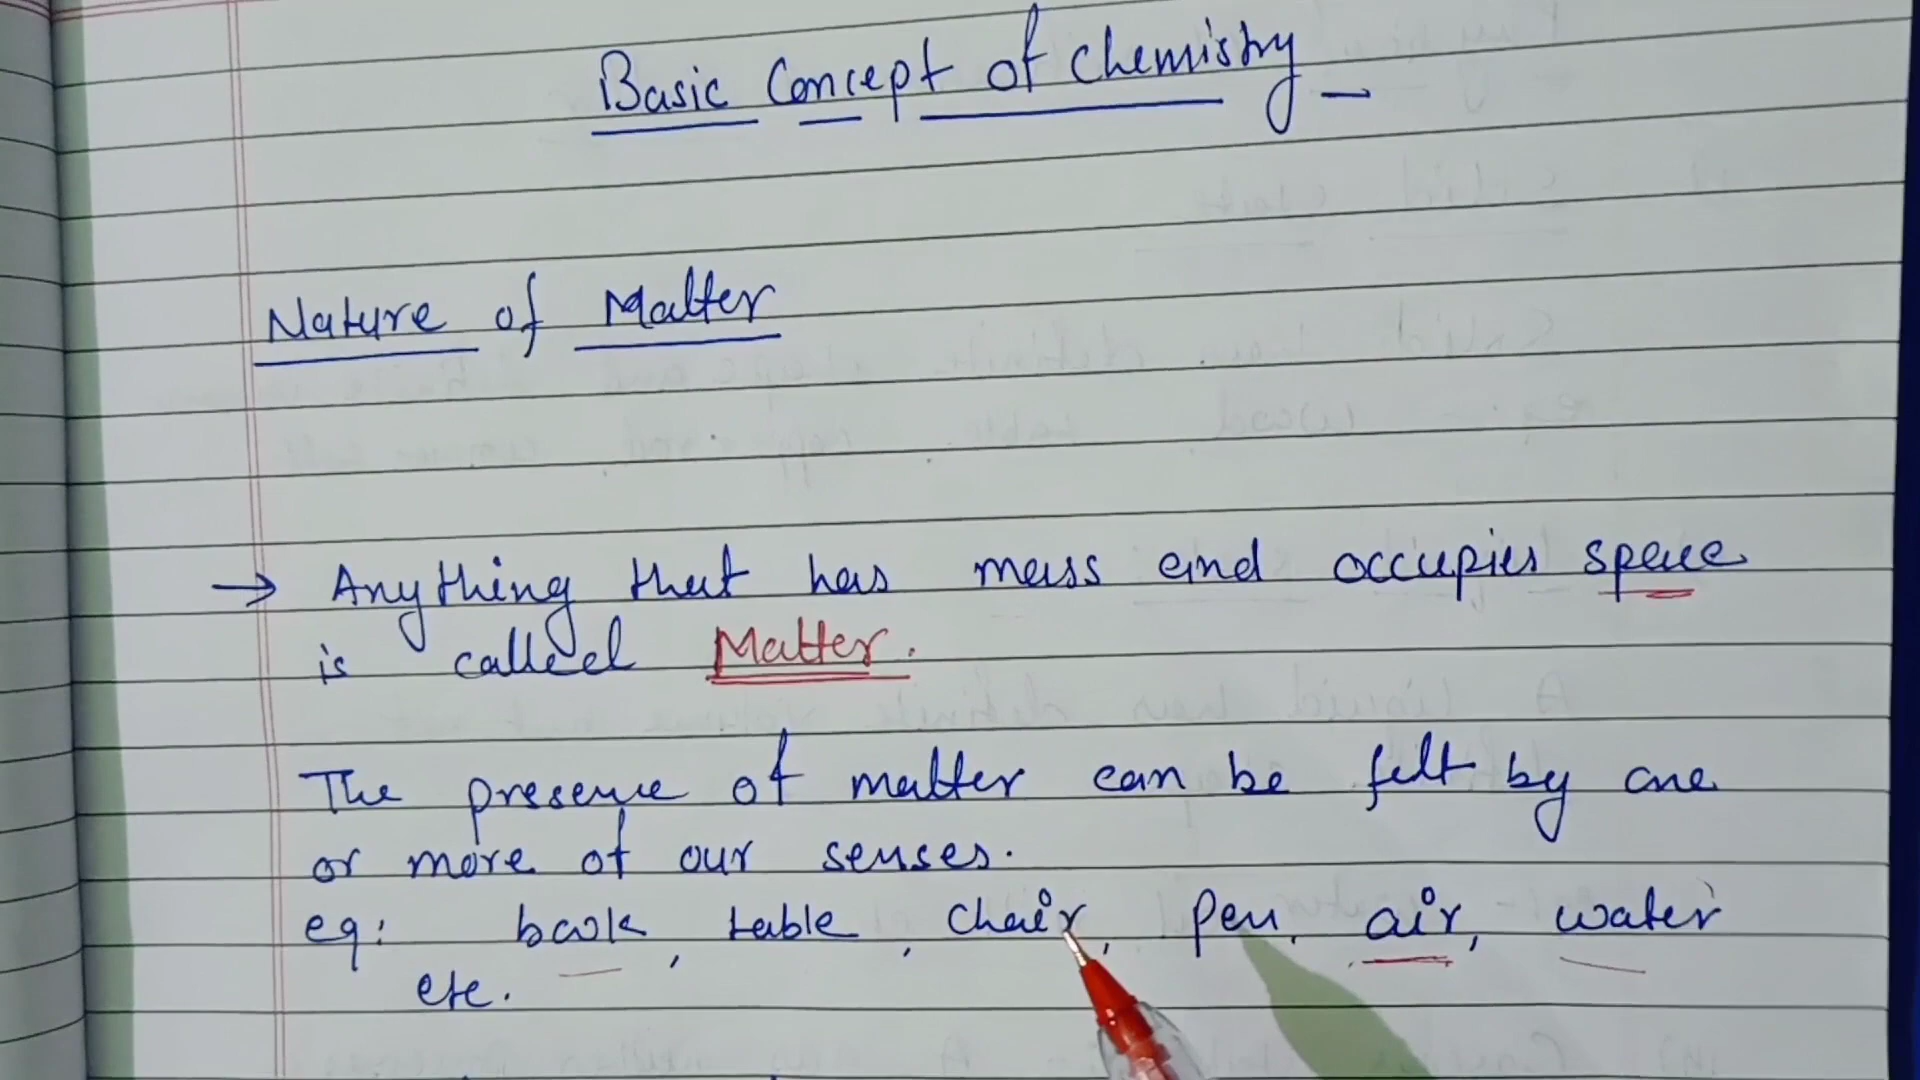 Basic Concept of Chemistry -
Nature of Matter
→ Anything that has mass and occupies space
is called Matter.
The presence of matter can be felt by one
or more of our senses.
eg: book, table, chair, pen, air, water
etc.